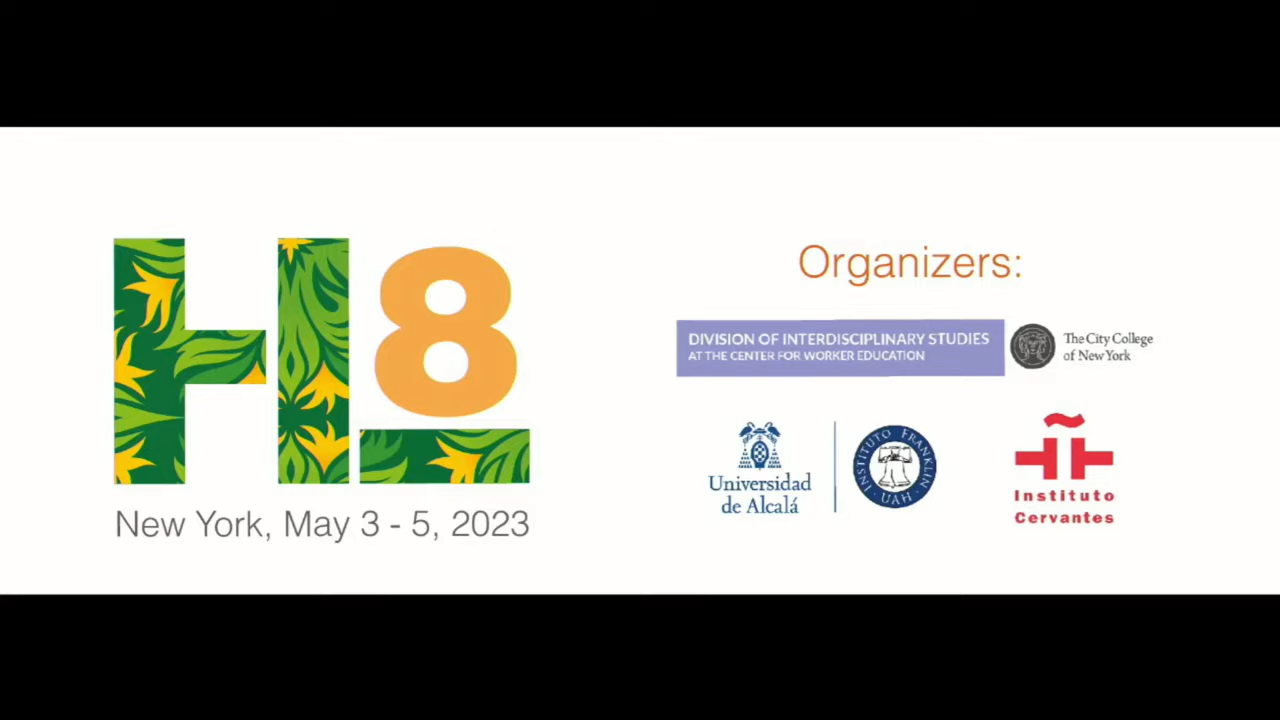 HL8
New York, May 3 - 5, 2023
Organizers:
DIVISION OF INTERDISCIPLINARY STUDIES
AT THE CENTER FOR WORKER EDUCATION
The City College
of New York
Universidad
de Alcalá
INSTITUTO FRANKLIN
· UAH ·
Instituto
Cervantes